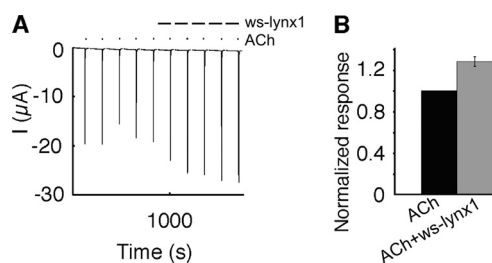 A
ws-lynx1
ACh
0
-10
-20
-30
I (µA)
1000
Time (s)
B
Normalized response
1.2
0.8
0.4
0
ACh
ACh+ws-lynx1